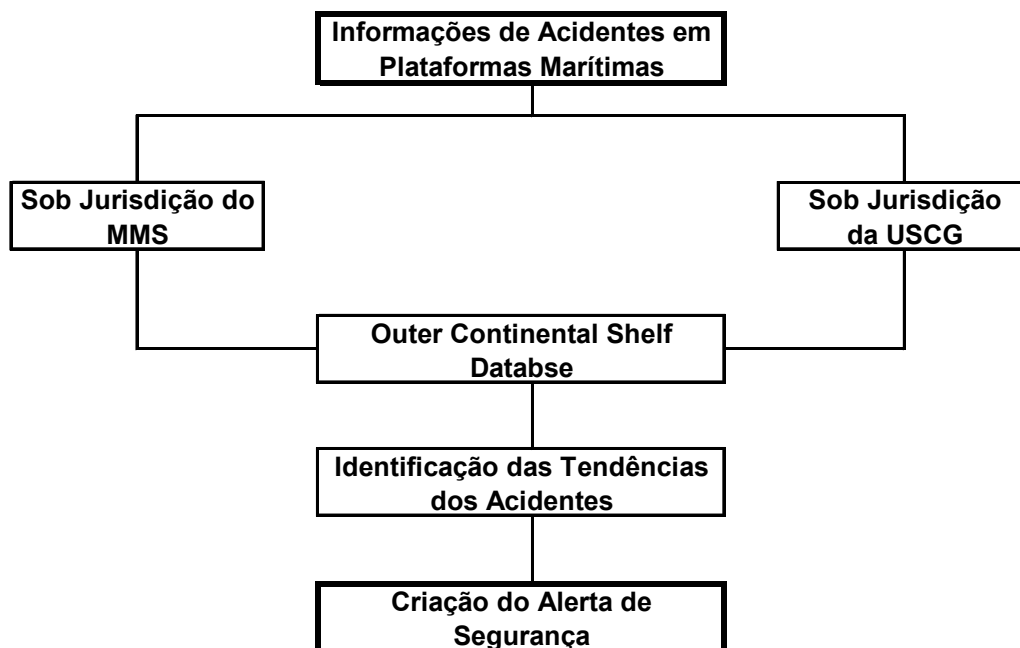 Informações de Acidentes em
Plataformas Marítimas
Sob Jurisdição do
MMS
Sob Jurisdição
da USCG
Outer Continental Shelf
Databse
Identificação das Tendências
dos Acidentes
Criação do Alerta de
Segurança